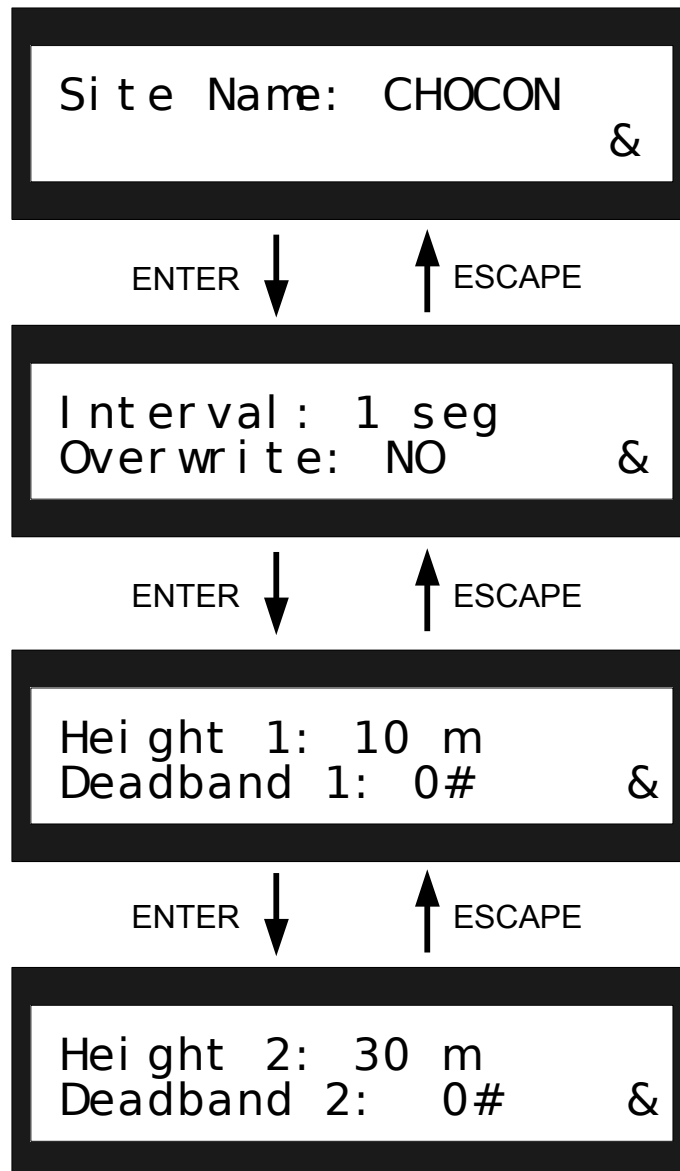 Site Name: CHOCON
&
ENTER ESCAPE
Interval: 1 seg
Overwrite: NO &
ENTER ESCAPE
Height 1: 10 m
Deadband 1: 0# &
ENTER ESCAPE
Height 2: 30 m
Deadband 2: 0# &